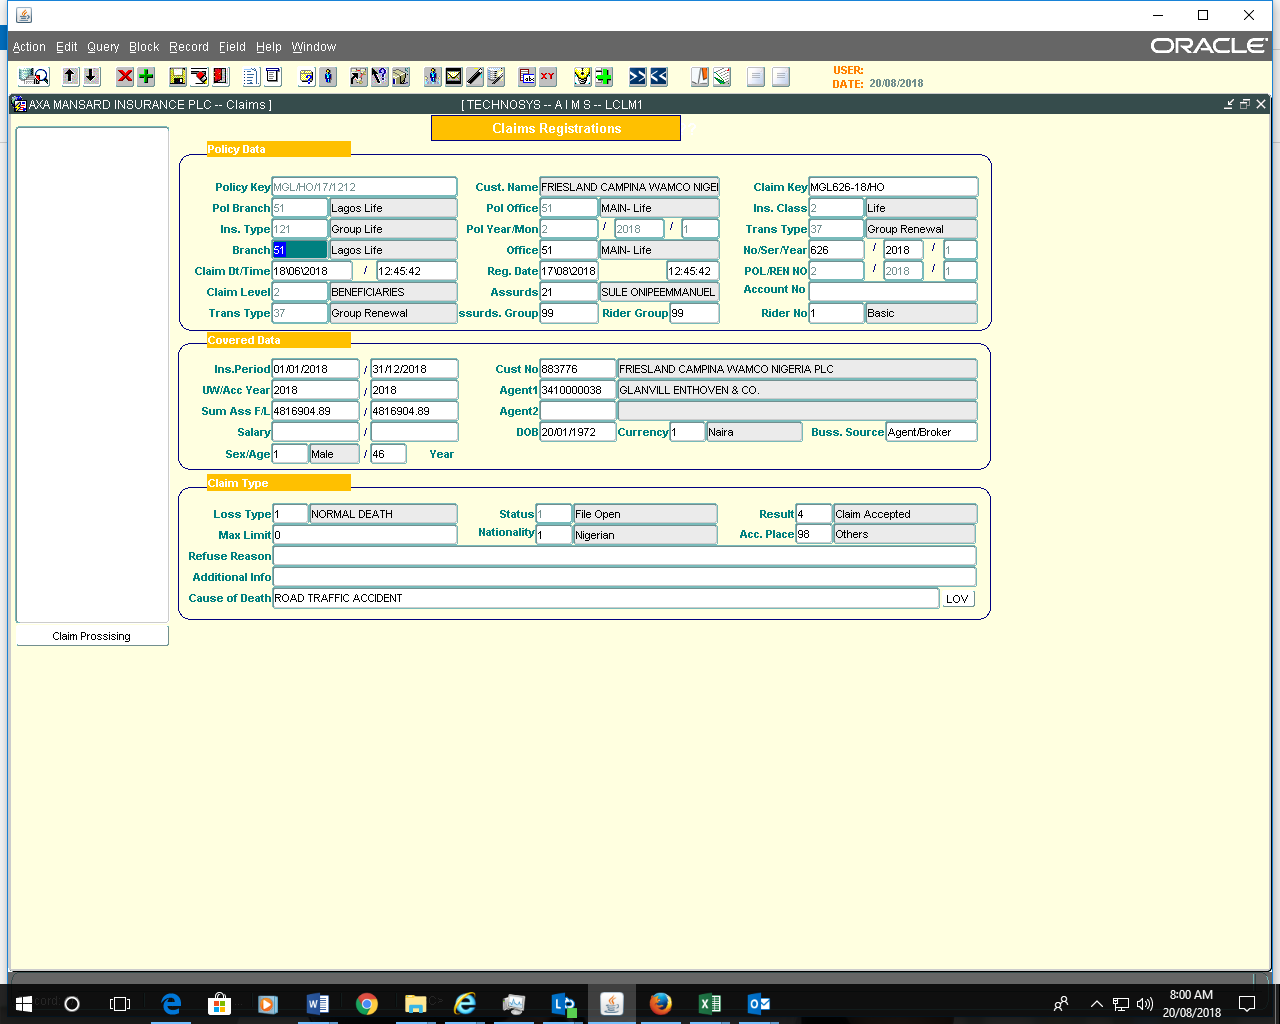 Action Edit Query Block Record Field Help Window
ORACLE
USER:
DATE: 20/08/2018
AXA MANSARD INSURANCE PLC -- Claims ]
[ TECHNOSYS -- A I M S -- LCLM1
Claims Registrations
Policy Data
Policy Key MGL/HO/17/1212 Cust. Name FRIESLAND CAMPINA WAMCO NIGEI Claim Key MGL626-18/HO
Pol Branch 51 Lagos Life Pol Office 51 MAIN- Life Ins. Class 2 Life
Ins. Type 121 Group Life Pol Year/Mon 2 / 2018 / 1 Trans Type 37 Group Renewal
Branch 51 Lagos Life Office 51 MAIN- Life No/Ser/Year 626 / 2018 / 1
Claim Dt/Time 18\06\2018 / 12:45:42 Reg. Date 17\08\2018 12:45:42 POL/REN NO 2 / 2018 / 1
Claim Level 2 BENEFICIARIES Assurds 21 SULE ONIPEEMMANUEL Account No
Trans Type 37 Group Renewal ssurds. Group 99 Rider Group 99 Rider No 1 Basic
Covered Data
Ins.Period 01/01/2018 / 31/12/2018 Cust No 883776 FRIESLAND CAMPINA WAMCO NIGERIA PLC
UW/Acc Year 2018 / 2018 Agent1 3410000038 GLANVILL ENTHOVEN & CO.
Sum Ass F/L 4816904.89 / 4816904.89 Agent2
Salary / DOB 20/01/1972 Currency 1 Naira Buss. Source Agent/Broker
Sex/Age 1 Male / 46 Year
Claim Type
Loss Type 1 NORMAL DEATH Status 1 File Open Result 4 Claim Accepted
Max Limit 0 Nationality 1 Nigerian Acc. Place 98 Others
Refuse Reason
Additional Info
Cause of Death ROAD TRAFFIC ACCIDENT LOV
Claim Prossising
8:00 AM
20/08/2018